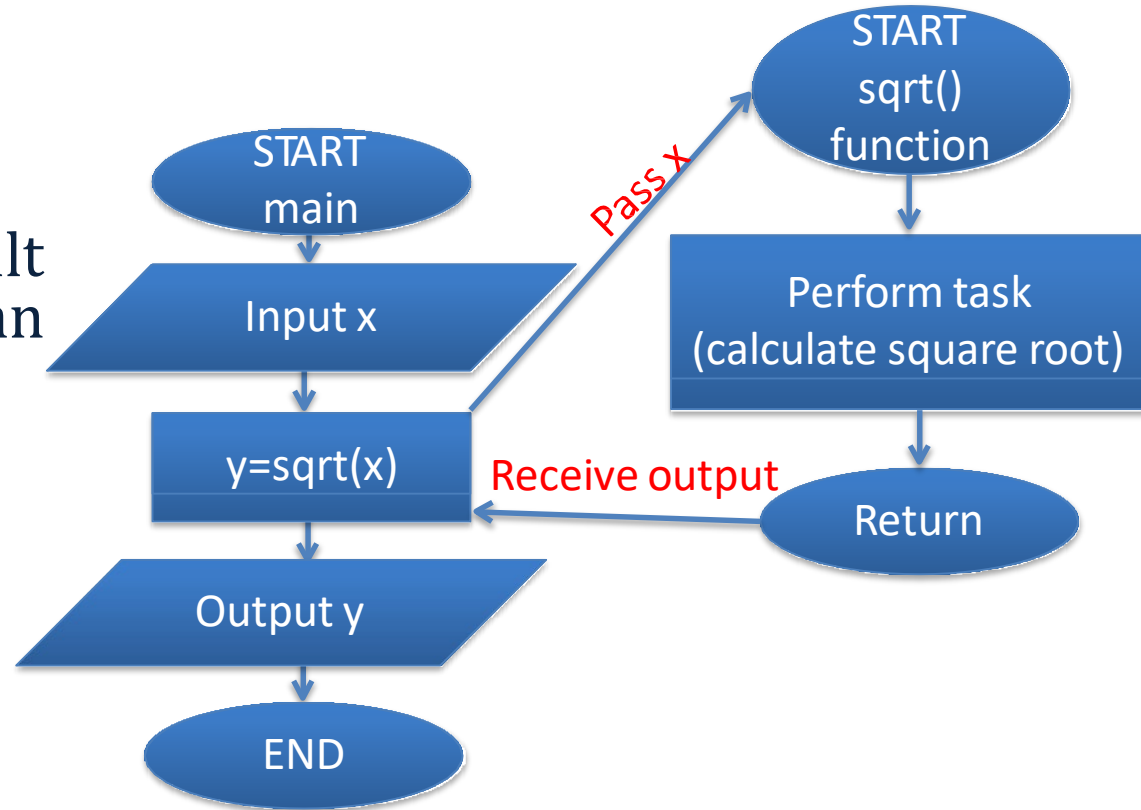 START
main
Input x
y=sqrt(x)
Output y
END
Pass x
START
sqrt()
function
Perform task
(calculate square root)
Return
Receive output